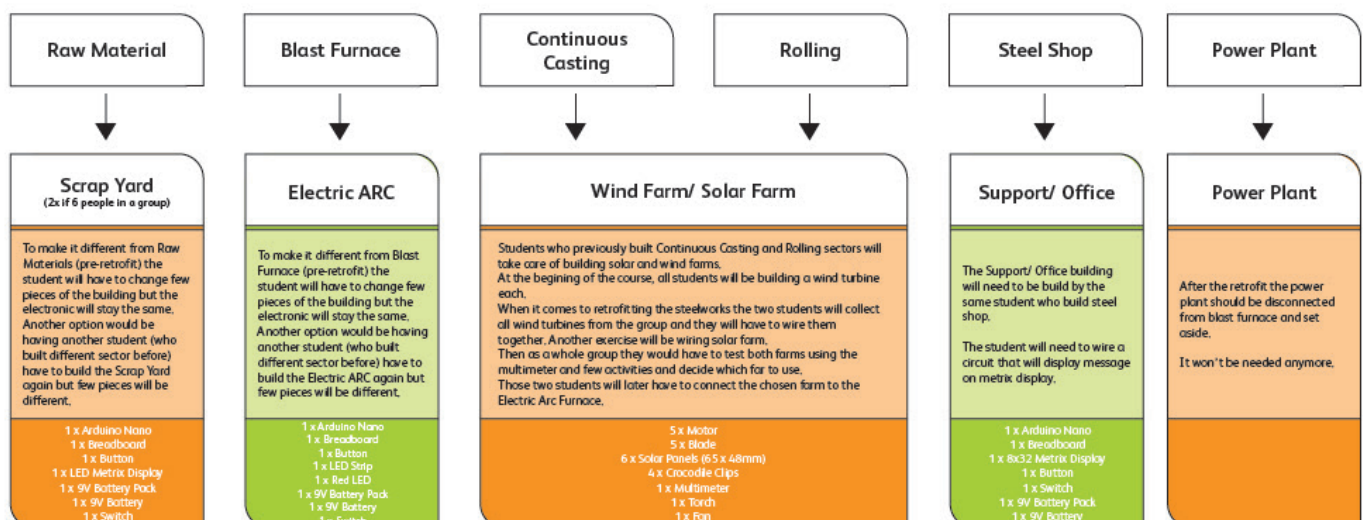 Raw Material
Blast Furnace
Continuous
Casting
Rolling
Steel Shop
Power Plant
Scrap Yard
(2x if 6 people in a group)
To make it different from Raw
Materials (pre-retrofit) the
student will have to change few
pieces of the building but the
electronic will stay the same.
Another option would be
having another student (who
built different sector before)
have to build the Scrap Yard
again but few pieces will be
different.
1 x Arduino Nano
1 x Breadboard
1 x Button
1 x LED Metrix Display
1 x 9V Battery Pack
1 x 9V Battery
1 x Switch
Electric ARC
To make it different from Blast
Furnace (pre-retrofit) the
student will have to change few
pieces of the building but the
electronic will stay the same.
Another option would be having
another student (who built
different sector before) have to
build the Electric ARC again but
few pieces will be different.
1 x Arduino Nano
1 x Breadboard
1 x Button
1 x LED Strip
1 x Red LED
1 x 9V Battery Pack
1 x 9V Battery
1 x Switch
Wind Farm/ Solar Farm
Students who previously built Continuous Casting and Rolling sectors will
take care of building solar and wind farms.
At the begining of the course, all students will be building a wind turbine
each.
When it comes to retrofitting the steelworks the two students will collect
all wind turbines from the group and they will have to wire them
together. Another exercise will be wiring solar farm.
Then as a whole group they would have to test both farms using the
multimeter and few activities and decide which far to use.
Those two students will later have to connect the chosen farm to the
Electric Arc Furnace.
5 x Motor
5 x Blade
6 x Solar Panels (65 x 48mm)
4 x Crocodile Clips
1 x Multimeter
1 x Torch
1 x Fan
Support/ Office
The Support/ Office building
will need to be build by the
same student who build steel
shop.
The student will need to wire a
circuit that will display message
on metrix display.
1 x Arduino Nano
1 x Breadboard
1 x 8x32 Metrix Display
1 x Button
1 x Switch
1 x 9V Battery Pack
1 x 9V Battery
Power Plant
After the retrofit the power
plant should be disconnected
from blast furnace and set
aside.
It won't be needed anymore.